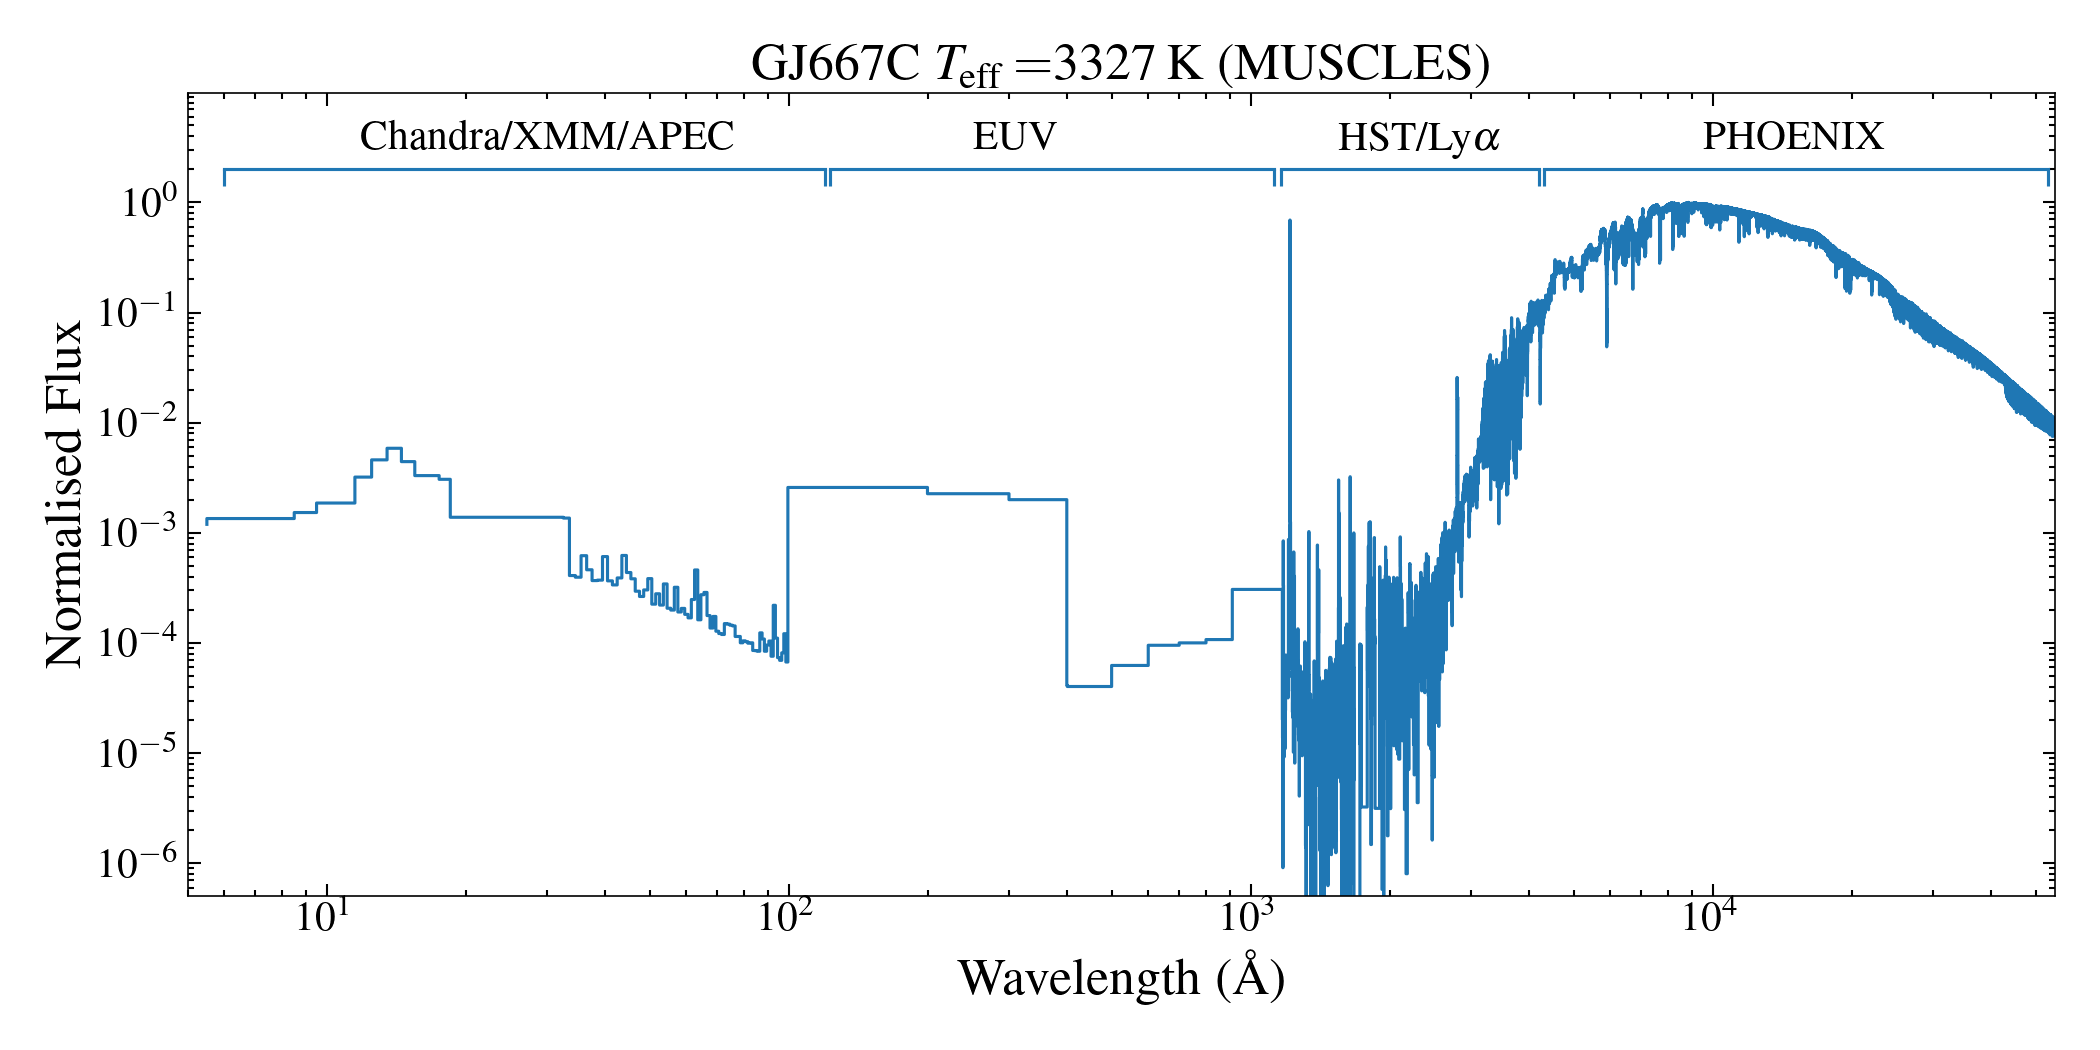 GJ667C T_eff =3327 K (MUSCLES)
Chandra/XMM/APEC EUV HST/Lyα PHOENIX
10^0
10^−1
10^−2
10^−3
10^−4
10^−5
10^−6
Normalised Flux
10^1 10^2 10^3 10^4
Wavelength (Å)